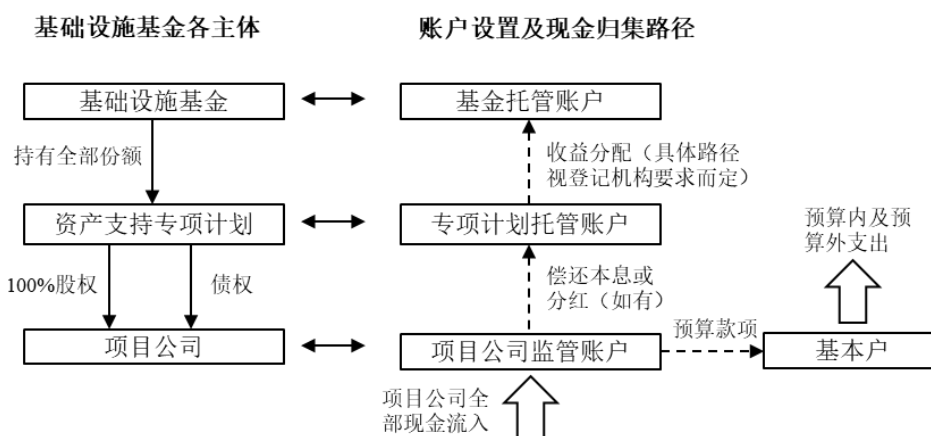 基础设施基金各主体
账户设置及现金归集路径
基础设施基金
基金托管账户
持有全部份额
收益分配（具体路径
视登记机构要求而定）
资产支持专项计划
专项计划托管账户
预算内及预
算外支出
100%股权
债权
偿还本息或
分红（如有）
项目公司
项目公司监管账户
预算款项
基本户
项目公司全
部现金流入